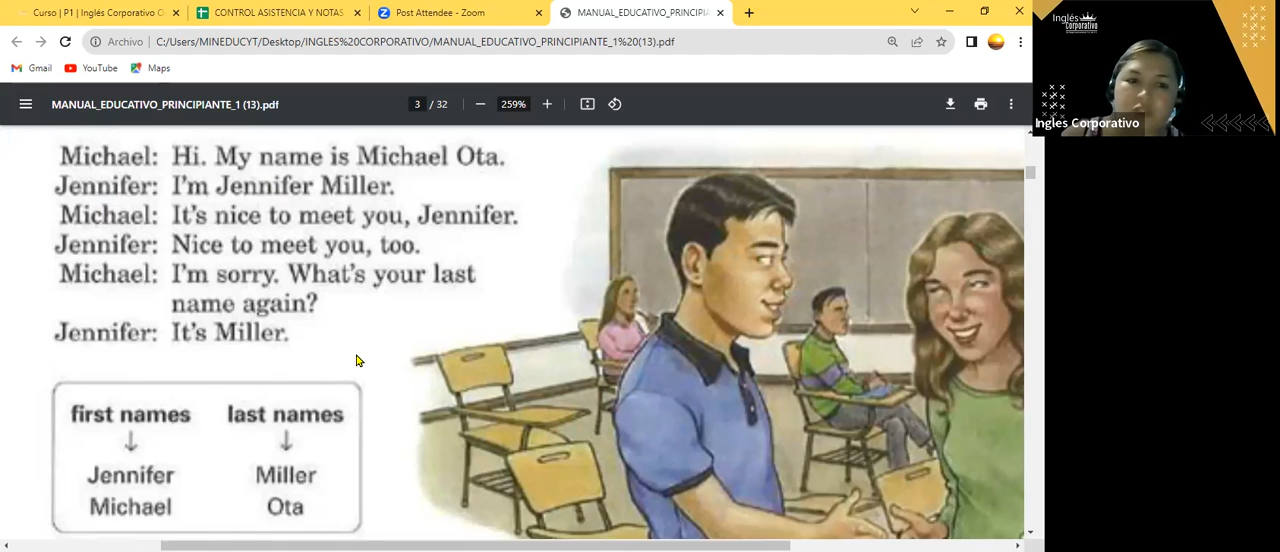 Curso | P1 | Inglés Corporativo O
CONTROL ASISTENCIA Y NOTAS
Post Attendee - Zoom
MANUAL_EDUCATIVO_PRINCIPIA
Archivo
C:/Users/MINEDUCYT/Desktop/INGLES%20CORPORATIVO/MANUAL_EDUCATIVO_PRINCIPIANTE_1%20(13).pdf
Gmail
YouTube
Maps
MANUAL_EDUCATIVO_PRINCIPIANTE_1 (13).pdf
3 / 32
259%
Inglés
CORPORATIVO
Ingles Corporativo
Michael: Hi. My name is Michael Ota.
Jennifer: I'm Jennifer Miller.
Michael: It's nice to meet you, Jennifer.
Jennifer: Nice to meet you, too.
Michael: I'm sorry. What's your last
name again?
Jennifer: It's Miller.
first names last names
Jennifer Miller
Michael Ota